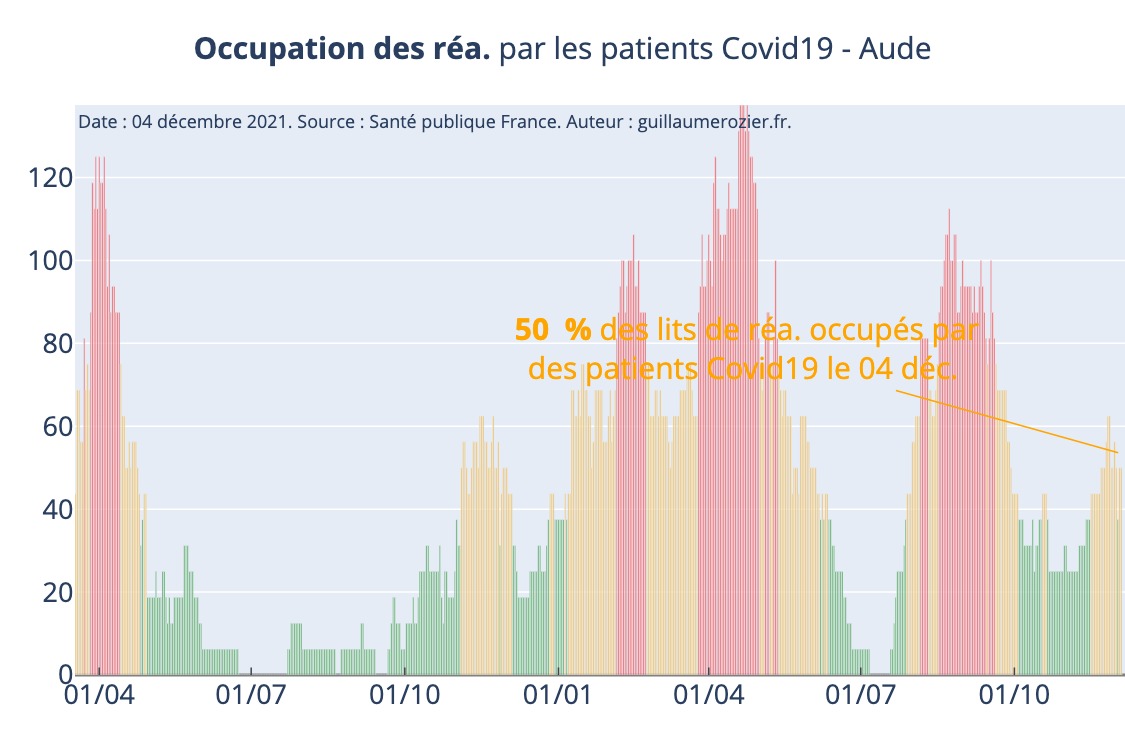 Occupation des réa. par les patients Covid19 - Aude
Date : 04 décembre 2021. Source : Santé publique France. Auteur : guillaumerozier.fr.
120
100
80
60
40
20
0
50 % des lits de réa. occupés par
des patients Covid19 le 04 déc.
01/04 01/07 01/10 01/01 01/04 01/07 01/10